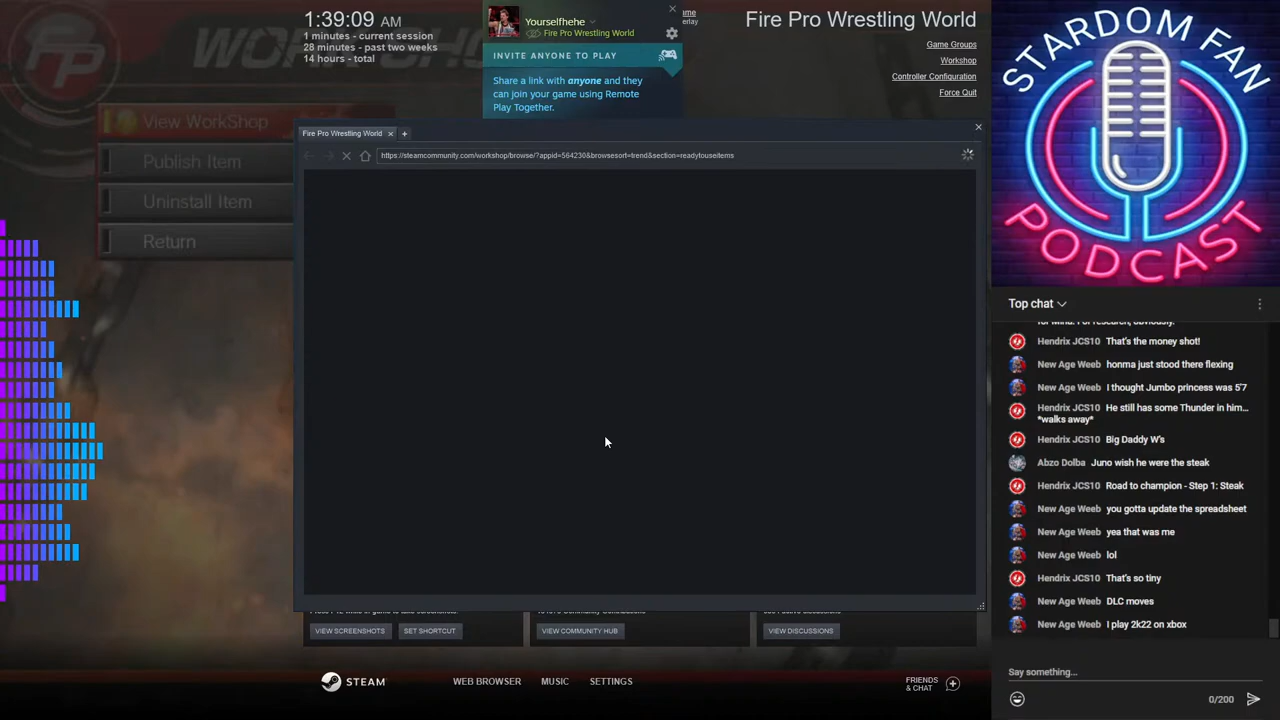 1:39:09 AM
1 minutes - current session
28 minutes - past two weeks
14 hours - total
Yourselfhehe
Fire Pro Wrestling World
INVITE ANYONE TO PLAY
Share a link with anyone and they
can join your game using Remote
Play Together.
Fire Pro Wrestling World
Game Groups
Workshop
Controller Configuration
Force Quit
View WorkShop
Publish Item
Uninstall Item
Return
Fire Pro Wrestling World
https://steamcommunity.com/workshop/browse/?appid=564230&browsesort=trend&section=readytouseitems
VIEW SCREENSHOTS
SET SHORTCUT
VIEW COMMUNITY HUB
VIEW DISCUSSIONS
STEAM
WEB BROWSER
MUSIC
SETTINGS
FRIENDS
& CHAT
STARDOM FAN
PODCAST
Top chat
for Mina. For research, obviously.
Hendrix JCS10 That's the money shot!
New Age Weeb honma just stood there flexing
New Age Weeb I thought Jumbo princess was 5'7
Hendrix JCS10 He still has some Thunder in him...
*walks away*
Hendrix JCS10 Big Daddy W's
Abzo Dolba Juno wish he were the steak
Hendrix JCS10 Road to champion - Step 1: Steak
New Age Weeb you gotta update the spreadsheet
New Age Weeb yea that was me
New Age Weeb lol
Hendrix JCS10 That's so tiny
New Age Weeb DLC moves
New Age Weeb I play 2k22 on xbox
Say something...
0/200